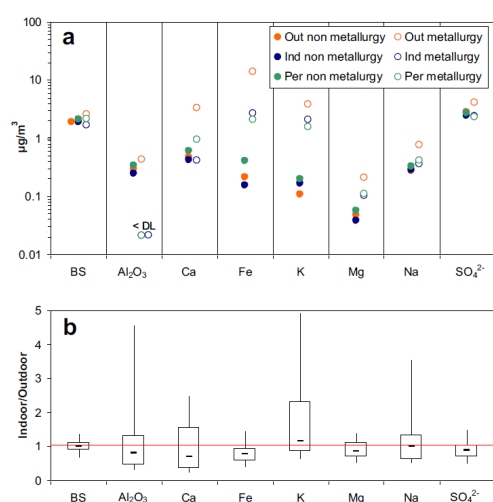 a
µg/m³
100
10
1
0.1
0.01
Out non metallurgy
Out metallurgy
Ind non metallurgy
Ind metallurgy
Per non metalurgy
Per metallurgy
< DL
BS Al₂O₃ Ca Fe K Mg Na SO₄²⁻
b
Indoor/Outdoor
5
4
3
2
1
0
BS Al₂O₃ Ca Fe K Mg Na SO₄²⁻